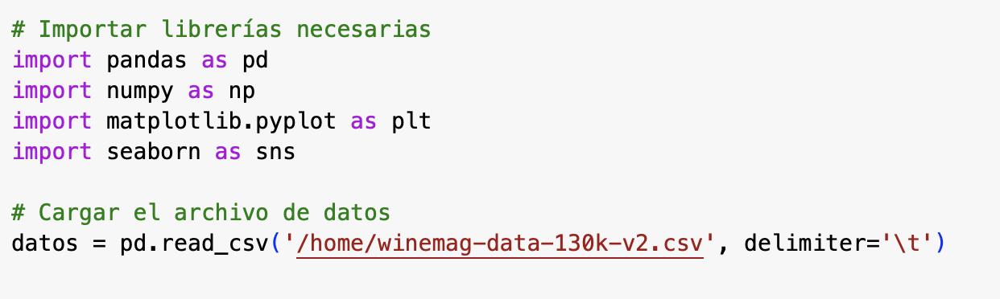 # Importar librerías necesarias
import pandas as pd
import numpy as np
import matplotlib.pyplot as plt
import seaborn as sns
# Cargar el archivo de datos
datos = pd.read_csv('/home/winemag-data-130k-v2.csv', delimiter='\t')